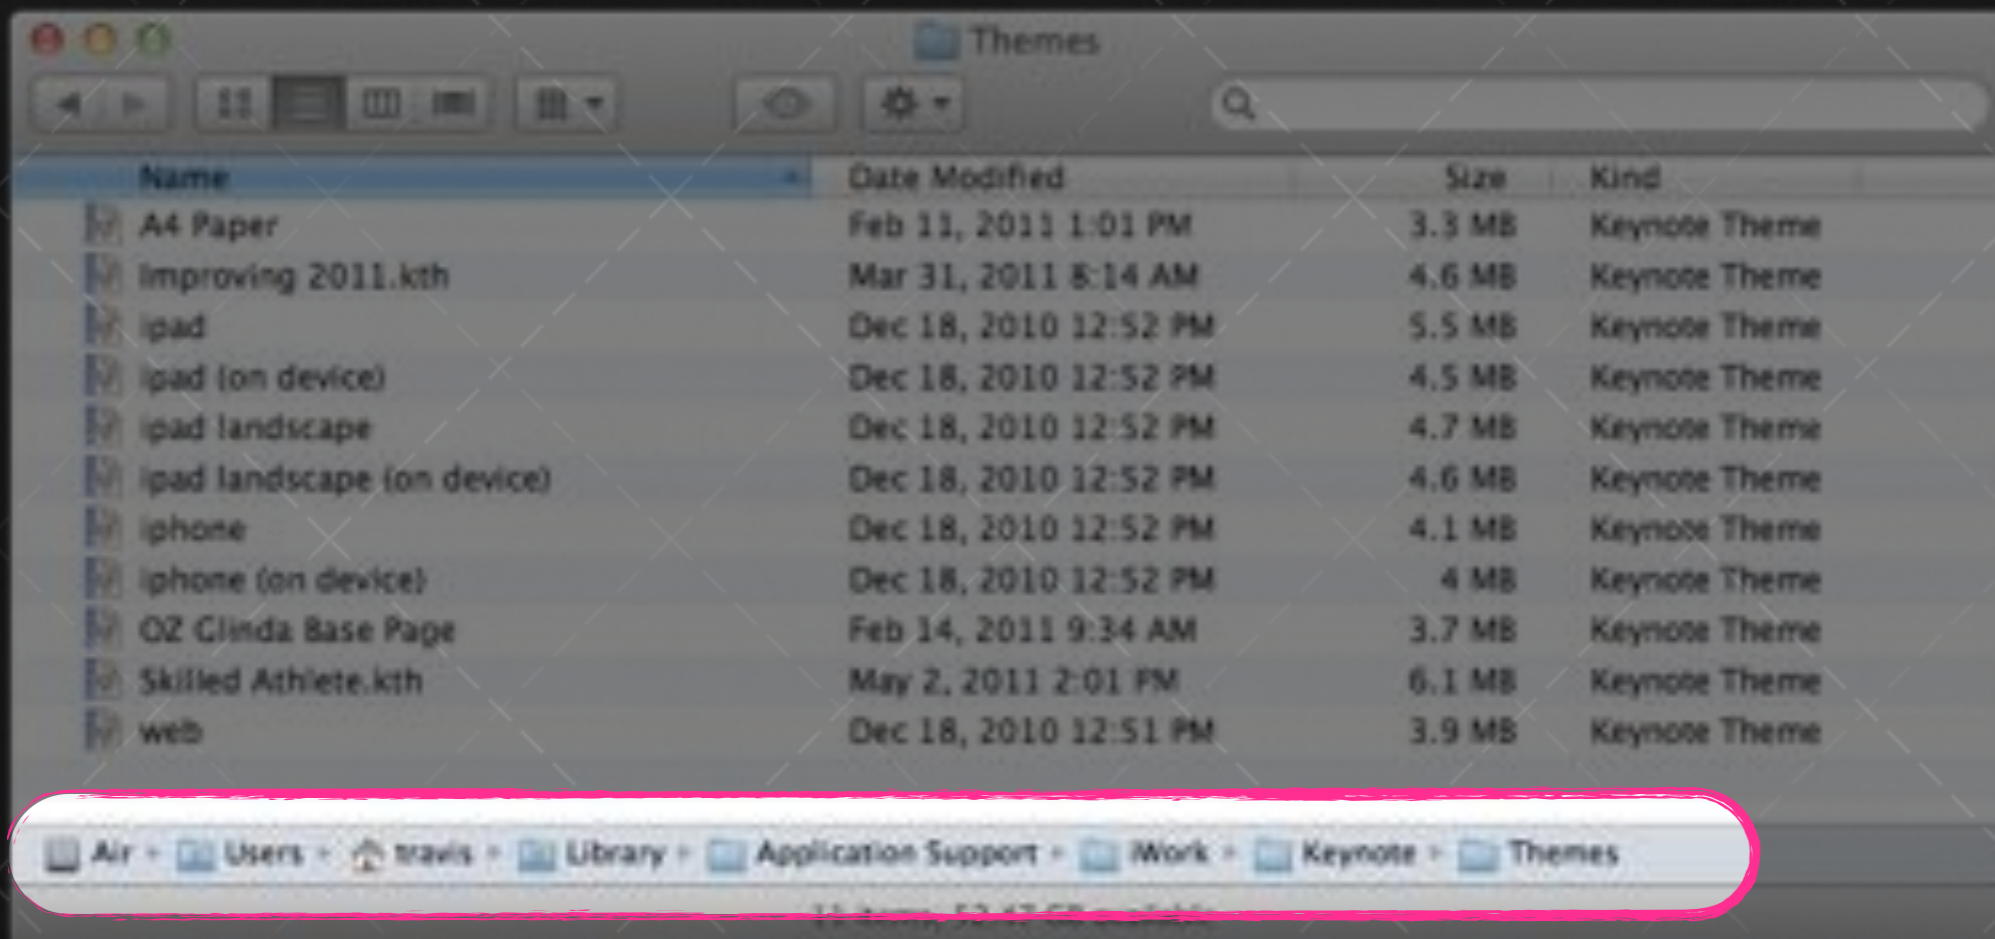 Themes
Name Date Modified Size Kind
A4 Paper Feb 11, 2011 1:01 PM 3.3 MB Keynote Theme
Improving 2011.kth Mar 31, 2011 8:14 AM 4.6 MB Keynote Theme
ipad Dec 18, 2010 12:52 PM 5.5 MB Keynote Theme
ipad (on device) Dec 18, 2010 12:52 PM 4.5 MB Keynote Theme
ipad landscape Dec 18, 2010 12:52 PM 4.7 MB Keynote Theme
ipad landscape (on device) Dec 18, 2010 12:52 PM 4.6 MB Keynote Theme
iphone Dec 18, 2010 12:52 PM 4.1 MB Keynote Theme
iphone (on device) Dec 18, 2010 12:52 PM 4 MB Keynote Theme
OZ Glinda Base Page Feb 14, 2011 9:34 AM 3.7 MB Keynote Theme
Skilled Athlete.kth May 2, 2011 2:01 PM 6.1 MB Keynote Theme
web Dec 18, 2010 12:51 PM 3.9 MB Keynote Theme
Air Users travis Library Application Support iWork Keynote Themes
11 items, GB available